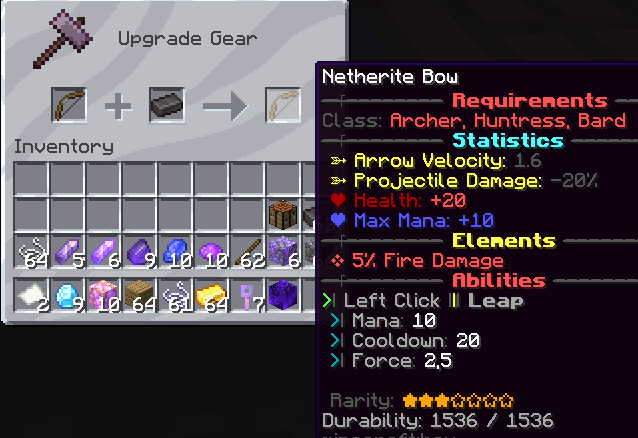 Upgrade Gear
Inventory
64 5 6 9 10 10 62 6
2 9 10 64 61 64 7
Netherite Bow
Requirements
Class: Archer, Huntress, Bard
Statistics
Arrow Velocity: 1.6
Projectile Damage: -20%
Health: +20
Max Mana: +10
Elements
5% Fire Damage
Abilities
Left Click || Leap
Mana: 10
Cooldown: 20
Force: 2,5
Rarity: ★★★☆☆☆☆
Durability: 1536 / 1536